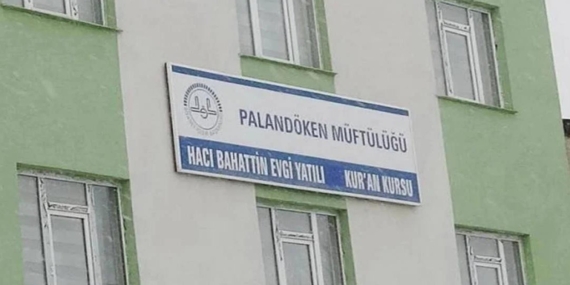 PALANDÖKEN MÜFTÜLÜĞÜ
HACI BAHATTİN EVGİ YATILI KUR'AN KURSU